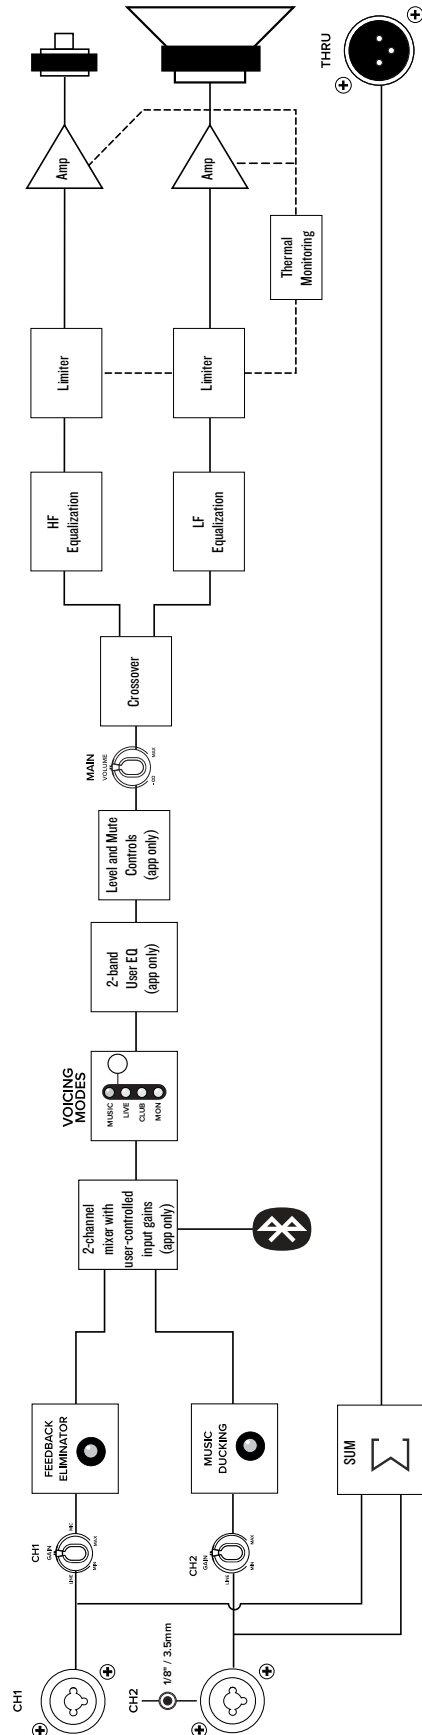 THRU
Amp
Amp
Thermal
Monitoring
Limiter
Limiter
HF
Equalization
LF
Equalization
Crossover
MAIN
VOLUME
-∞
MAX
Level and Mute
Controls
(app only)
2-band
User EQ
(app only)
VOICING
MODES
MUSIC
LIVE
CLUB
MON
2-channel
mixer with
user-controlled
input gains
(app only)
FEEDBACK
ELIMINATOR
MUSIC
DUCKING
SUM
Σ
CH1
GAIN
LINE
MIC
MIN
MAX
CH2
GAIN
LINE
MIN
MAX
CH1
CH2
1/8" / 3.5mm